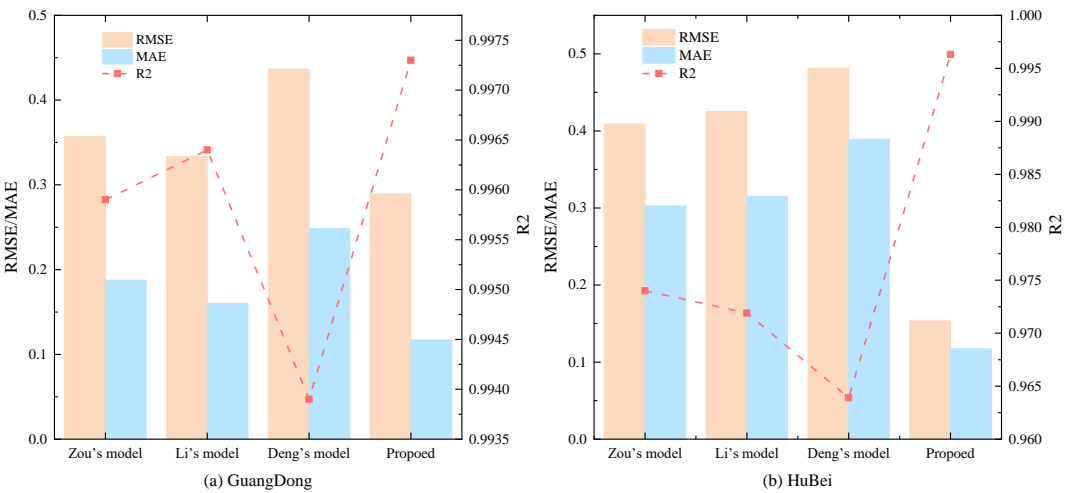 RMSE
MAE
R2
0.5
0.4
0.3
0.2
0.1
0.0
RMSE/MAE
0.9975
0.9970
0.9965
0.9960
0.9955
0.9950
0.9945
0.9940
0.9935
R2
Zou's model Li's model Deng's model Propoed
(a) GuangDong
RMSE
MAE
R2
0.5
0.4
0.3
0.2
0.1
0.0
RMSE/MAE
1.000
0.995
0.990
0.985
0.980
0.975
0.970
0.965
0.960
R2
Zou's model Li's model Deng's model Propoed
(b) HuBei